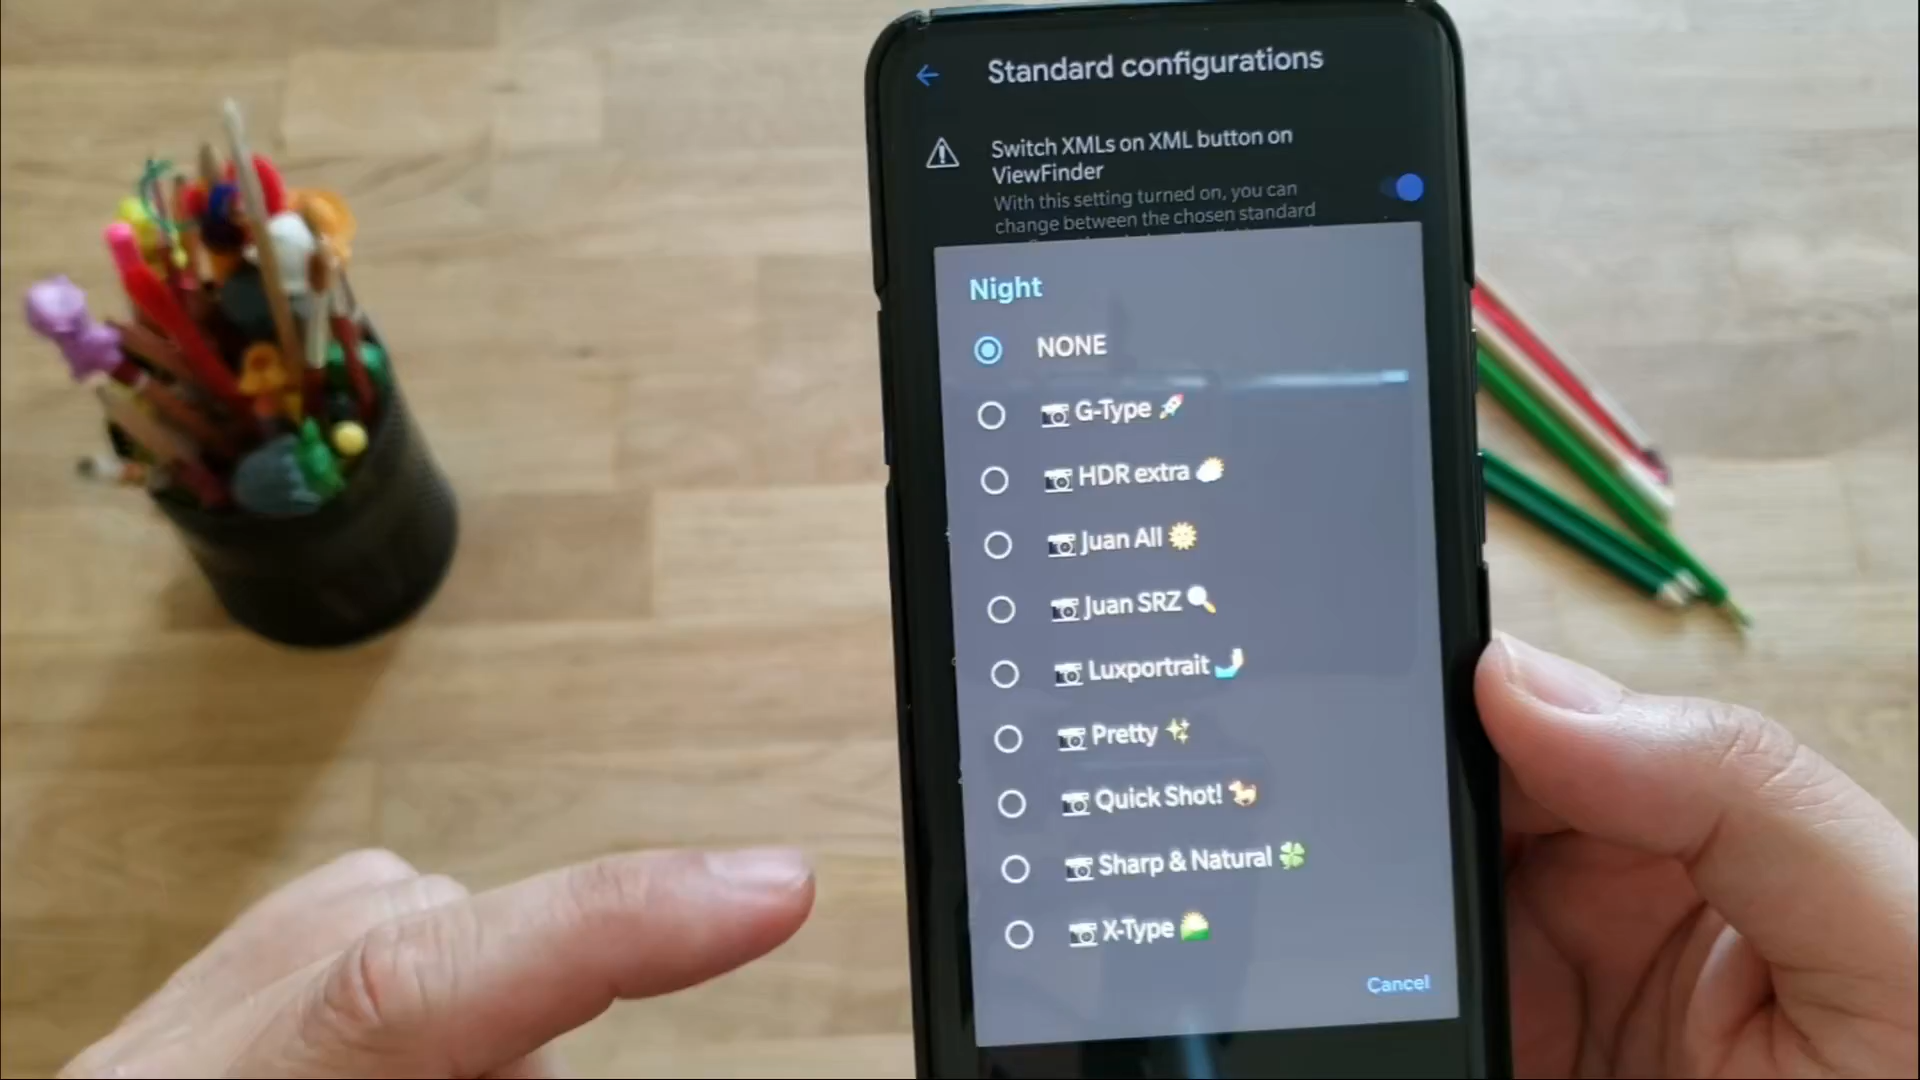 Standard configurations
Switch XMLs on XML button on
ViewFinder
With this setting turned on, you can
change between the chosen standard
Night
NONE
G-Type 🚀
HDR extra
Juan All
Juan SRZ
Luxportrait 🤳
Pretty ✨
Quick Shot!
Sharp & Natural 🍀
X-Type
Cancel